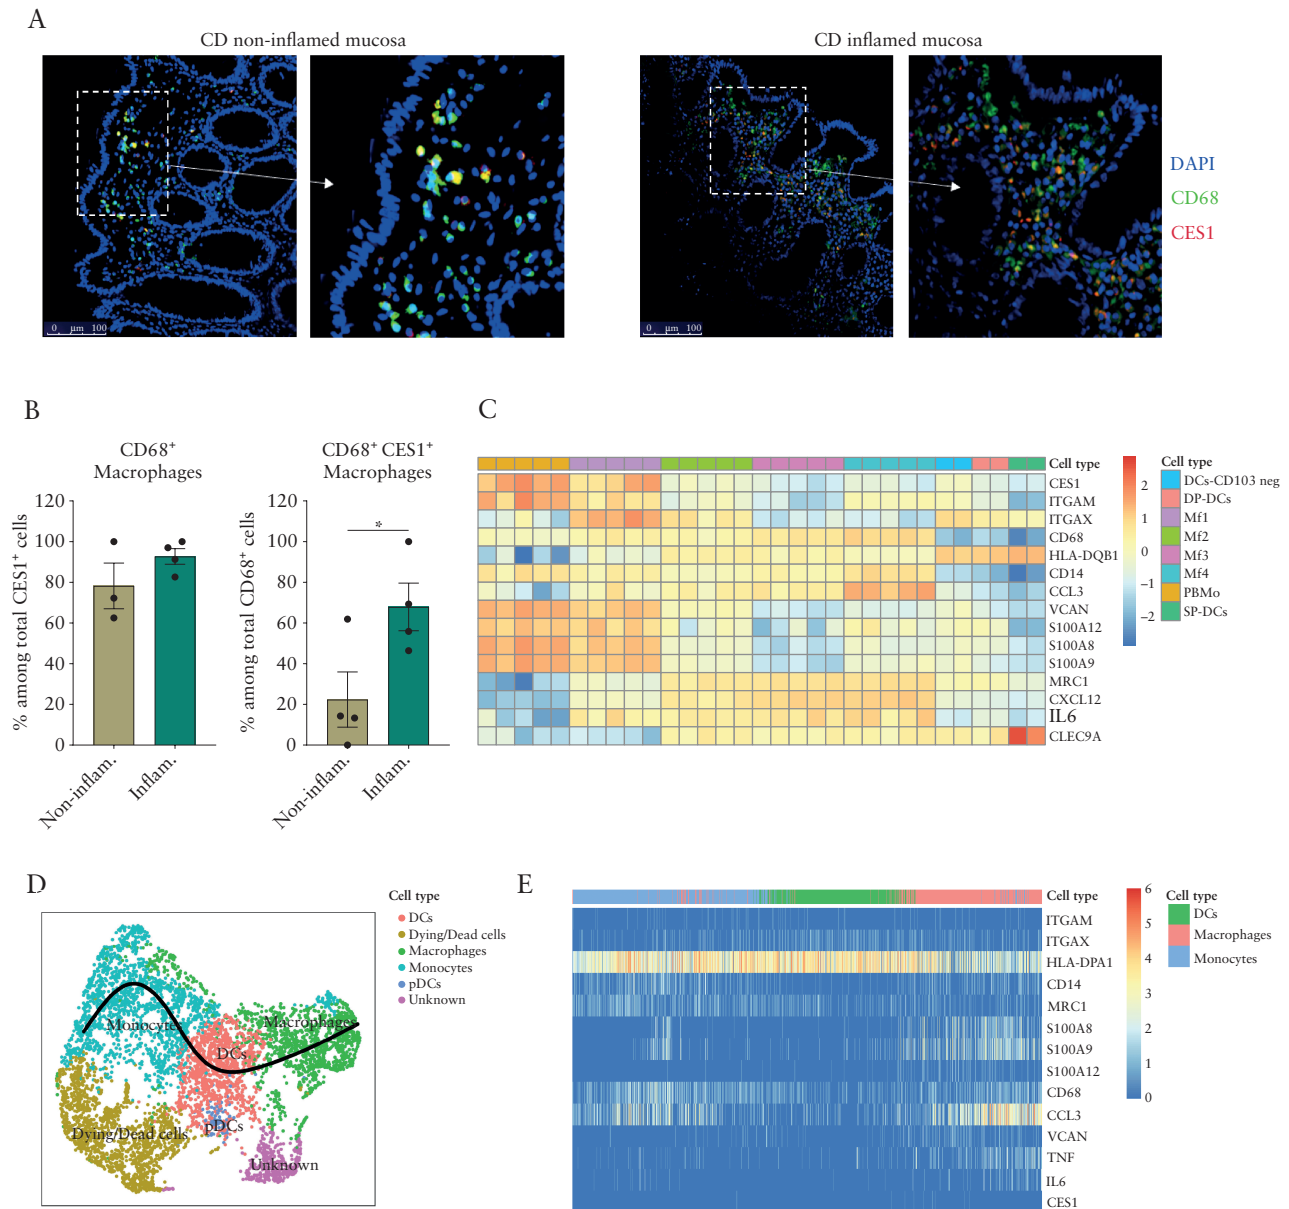 A
CD non-inflamed mucosa
CD inflamed mucosa
0 µm 100
0 µm 100
DAPI
CD68
CES1
B
CD68+
Macrophages
% among total CES1+ cells
120
100
80
60
40
20
0
Non-inflam.
Inflam.
CD68+ CES1+
Macrophages
% among total CD68+ cells
120
100
80
60
40
20
0
*
Non-inflam.
Inflam.
C
Cell type
CES1
ITGAM
ITGAX
CD68
HLA-DQB1
CD14
CCL3
VCAN
S100A12
S100A8
S100A9
MRC1
CXCL12
IL6
CLEC9A
2
1
0
−1
−2
Cell type
DCs-CD103 neg
DP-DCs
Mf1
Mf2
Mf3
Mf4
PBMo
SP-DCs
D
Monocytes
Macrophages
DCs
pDCs
Dying/Dead cells
Unknown
Cell type
DCs
Dying/Dead cells
Macrophages
Monocytes
pDCs
Unknown
E
Cell type
ITGAM
ITGAX
HLA-DPA1
CD14
MRC1
S100A8
S100A9
S100A12
CD68
CCL3
VCAN
TNF
IL6
CES1
6
5
4
3
2
1
0
Cell type
DCs
Macrophages
Monocytes